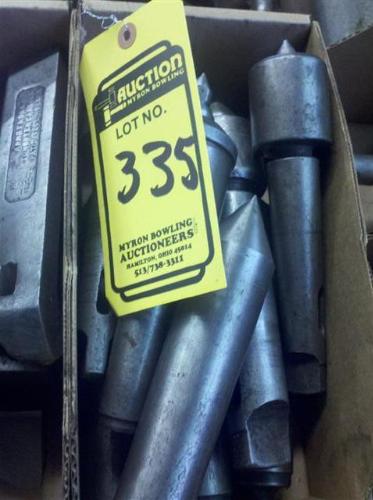 AUCTION
MYRON BOWLING
LOT NO.
335
MYRON BOWLING
AUCTIONEERS
HAMILTON, OHIO 45014
513/738-3311